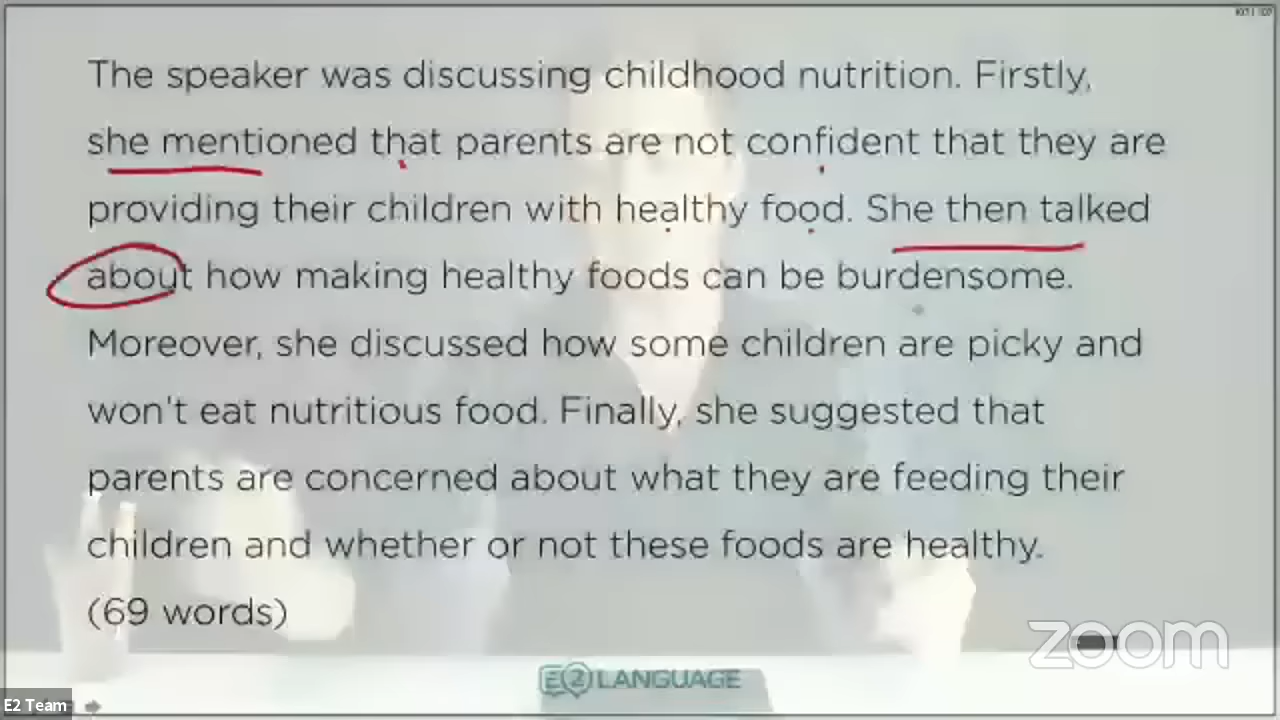 The speaker was discussing childhood nutrition. Firstly,
she mentioned that parents are not confident that they are
providing their children with healthy food. She then talked
about how making healthy foods can be burdensome.
Moreover, she discussed how some children are picky and
won't eat nutritious food. Finally, she suggested that
parents are concerned about what they are feeding their
children and whether or not these foods are healthy.
(69 words)
zoom
E2 LANGUAGE
E2 Team